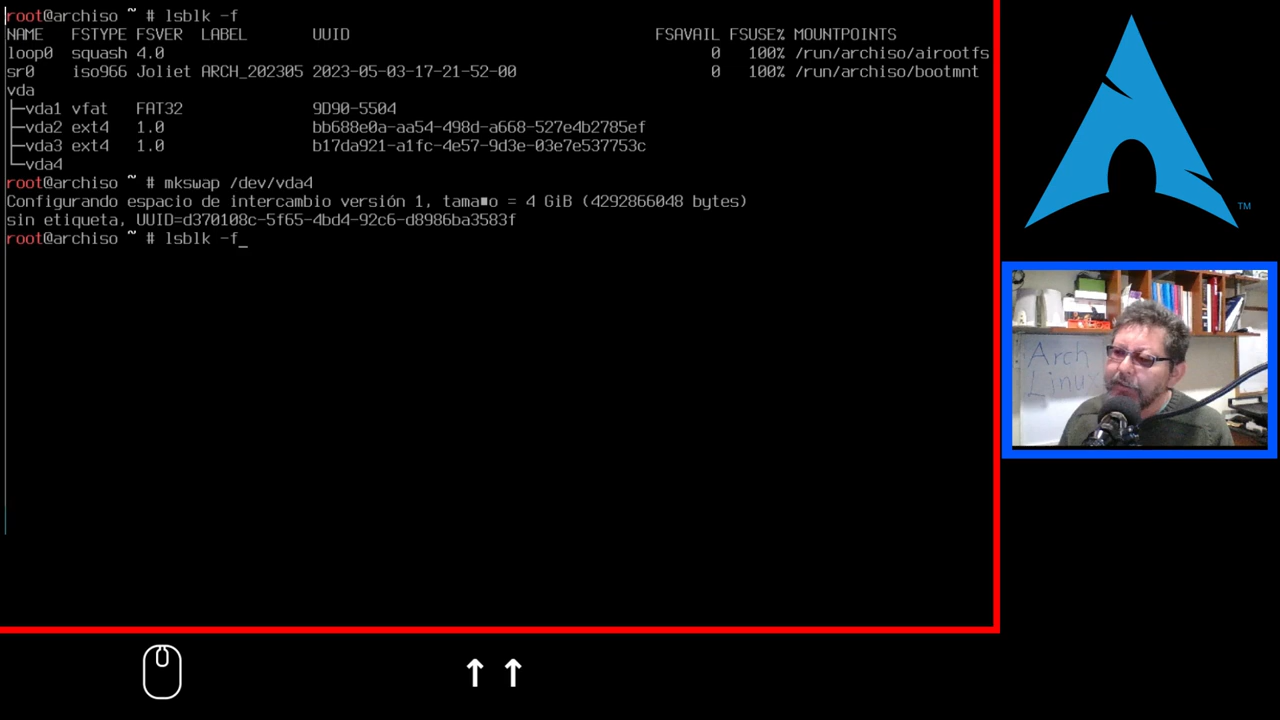 root@archiso ~ # lsblk -f
NAME FSTYPE FSVER LABEL UUID FSAVAIL FSUSE% MOUNTPOINTS
loop0 squash 4.0 0 100% /run/archiso/airootfs
sr0 iso966 Joliet ARCH_202305 2023-05-03-17-21-52-00 0 100% /run/archiso/bootmnt
vda
├─vda1 vfat FAT32 9D90-5504
├─vda2 ext4 1.0 bb688e0a-aa54-498d-a668-527e4b2785ef
├─vda3 ext4 1.0 b17da921-a1fc-4e57-9d3e-03e7e537753c
└─vda4
root@archiso ~ # mkswap /dev/vda4
Configurando espacio de intercambio versión 1, tama■o = 4 GiB (4292866048 bytes)
sin etiqueta, UUID=d370108c-5f65-4bd4-92c6-d8986ba3583f
root@archiso ~ # lsblk -f_
TM
Arch
Linux
↑ ↑